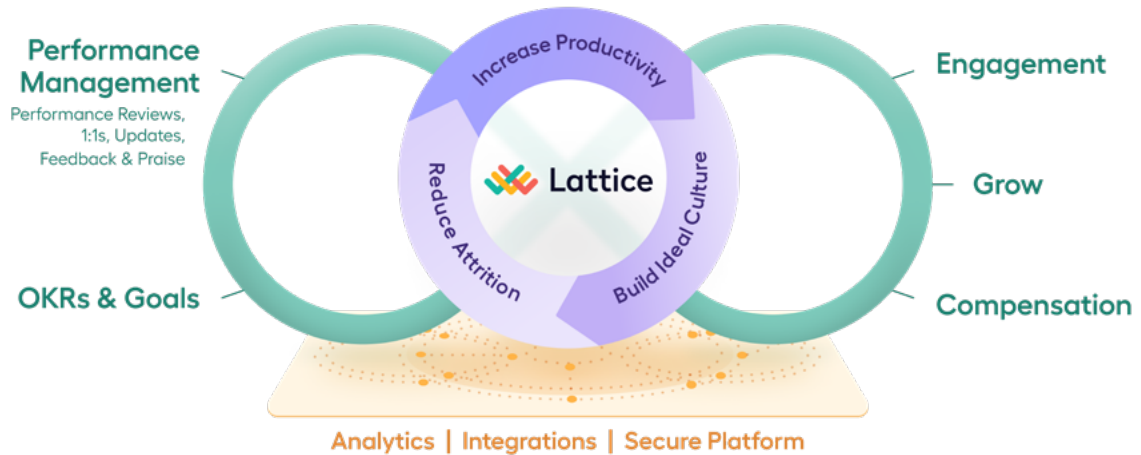 Performance
Management
Performance Reviews,
1:1s, Updates,
Feedback & Praise
OKRs & Goals
Increase Productivity
Reduce Attrition
Lattice
Build Ideal Culture
Engagement
Grow
Compensation
Analytics | Integrations | Secure Platform